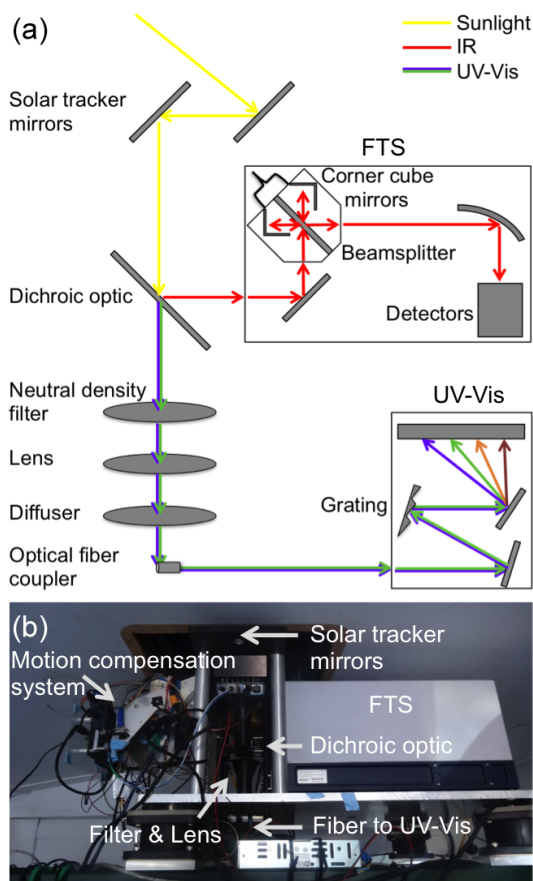 (a)
Sunlight
IR
UV-Vis
Solar tracker
mirrors
FTS
Corner cube
mirrors
Beamsplitter
Dichroic optic
Detectors
Neutral density
filter
UV-Vis
Lens
Grating
Diffuser
Optical fiber
coupler
(b)
Solar tracker
mirrors
Motion compensation
system
FTS
Dichroic optic
Filter & Lens
Fiber to UV-Vis